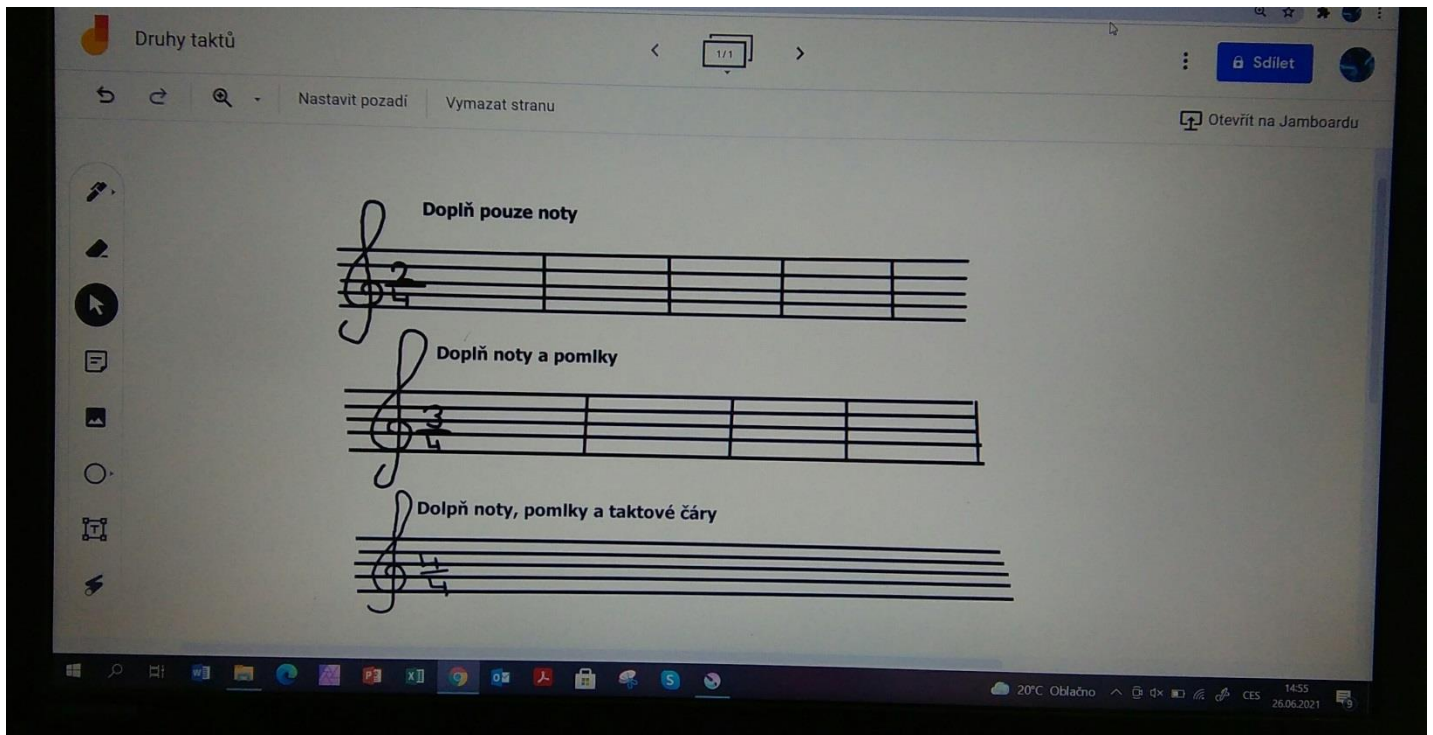 Druhy taktů
1/1
Sdílet
Nastavit pozadí
Vymazat stranu
Otevřít na Jamboardu
Doplň pouze noty
2
4
Doplň noty a pomlky
3
4
Dolpň noty, pomlky a taktové čáry
4
4
20°C Oblačno
CES
14:55
26.06.2021
9